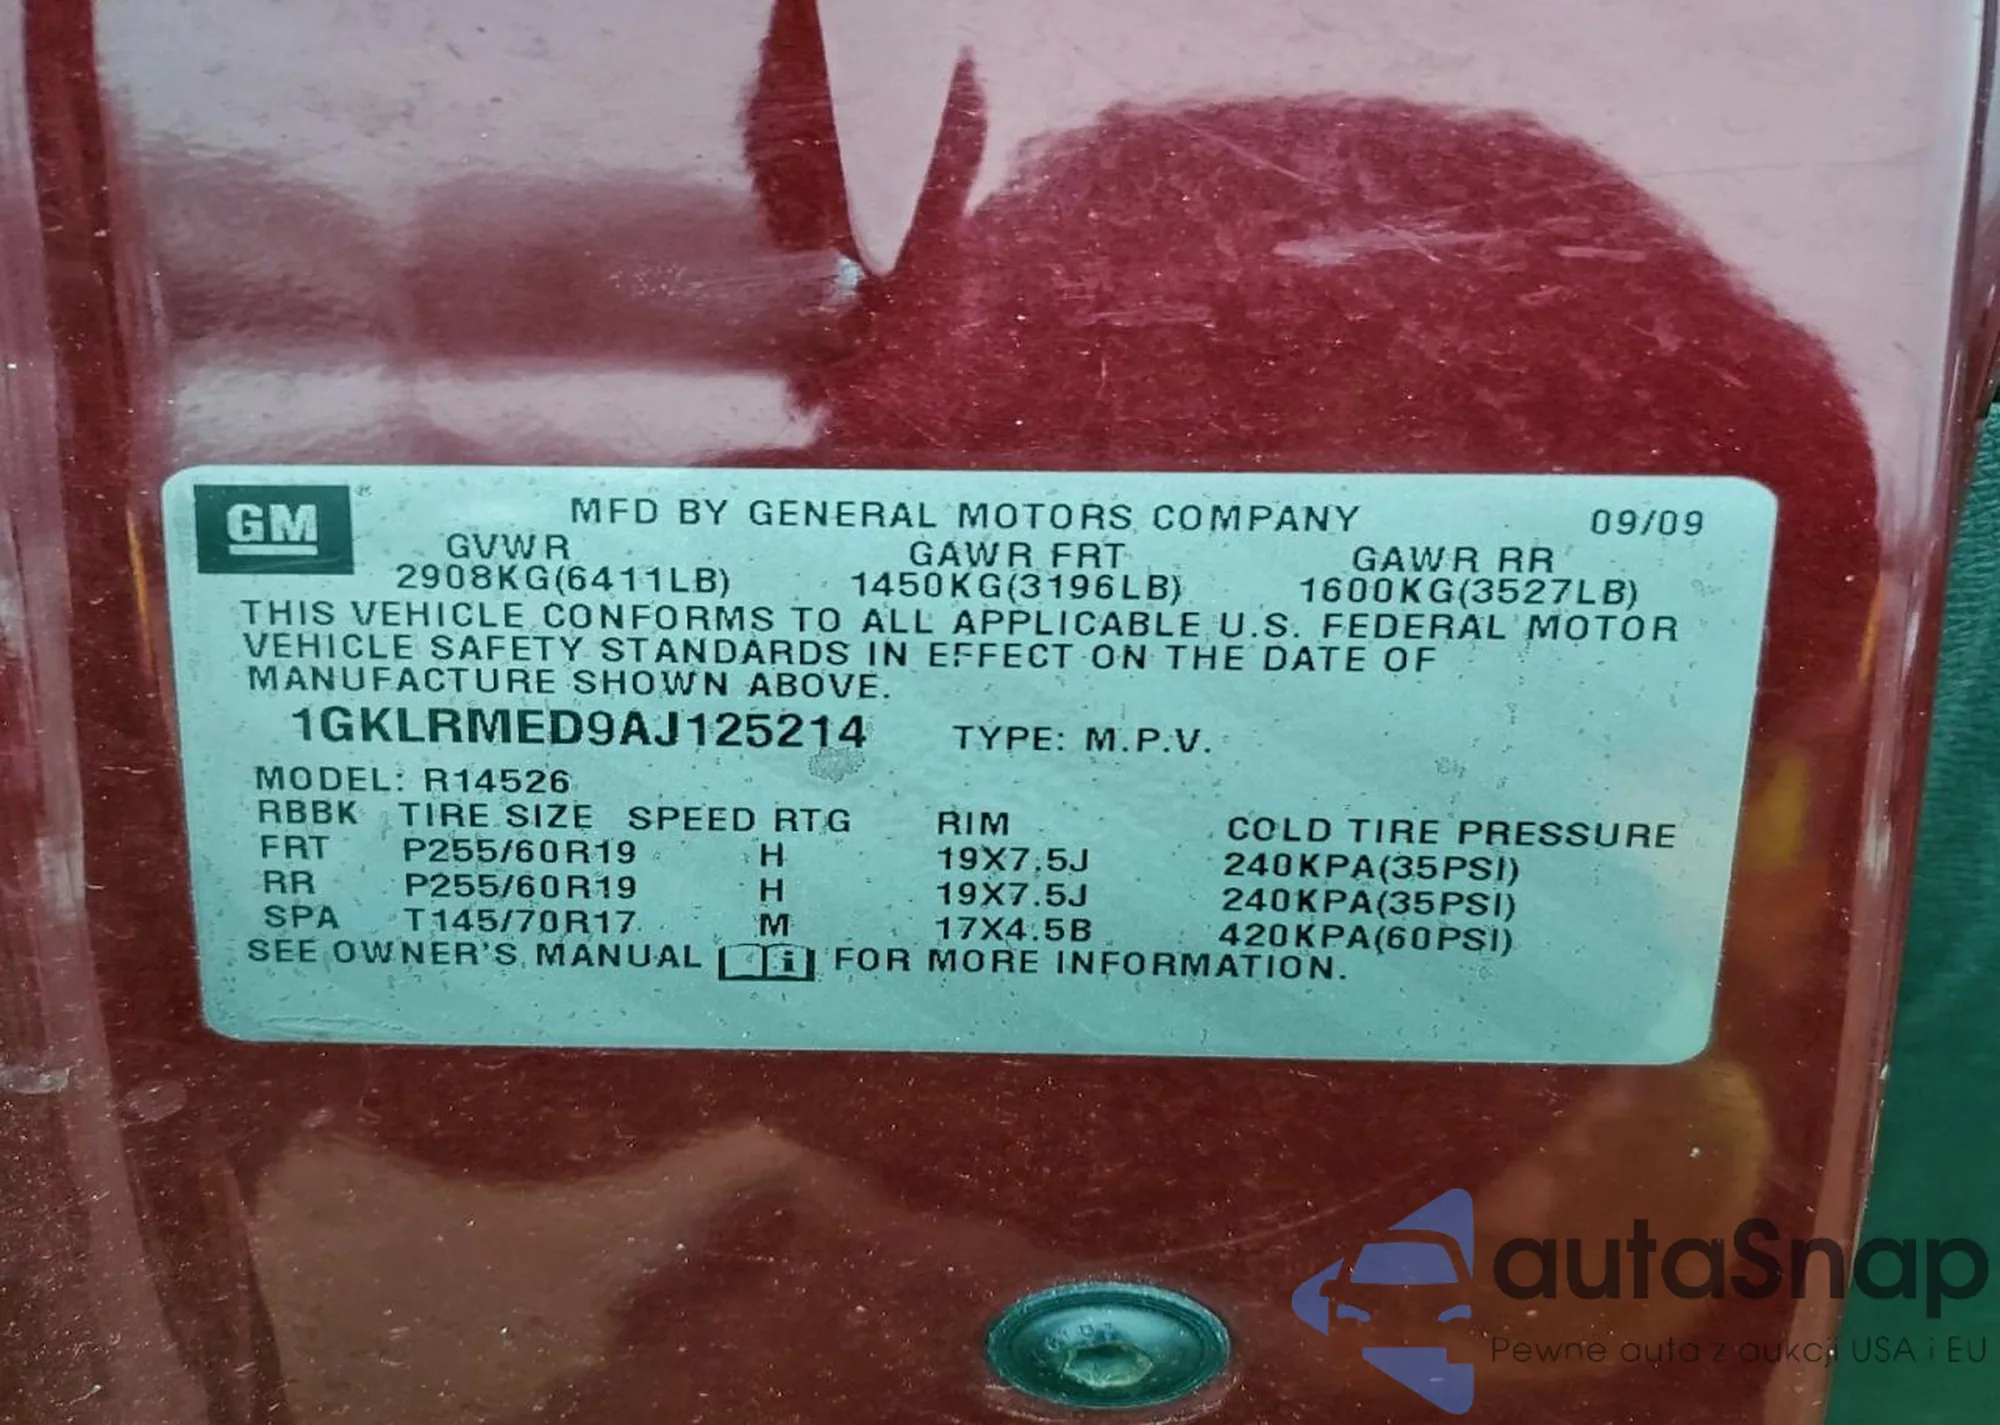 GM ® MFD BY GENERAL MOTORS COMPANY 09/09
GVWR GAWR FRT GAWR RR
2908KG(6411LB) 1450KG(3196LB) 1600KG(3527LB)
THIS VEHICLE CONFORMS TO ALL APPLICABLE U.S. FEDERAL MOTOR
VEHICLE SAFETY STANDARDS IN EFFECT ON THE DATE OF
MANUFACTURE SHOWN ABOVE.
1GKLRMED9AJ125214 TYPE: M.P.V.
MODEL: R14526
RBBK TIRE SIZE SPEED RTG RIM COLD TIRE PRESSURE
FRT P255/60R19 H 19X7.5J 240KPA(35PSI)
RR P255/60R19 H 19X7.5J 240KPA(35PSI)
SPA T145/70R17 M 17X4.5B 420KPA(60PSI)
SEE OWNER'S MANUAL i FOR MORE INFORMATION.
autaSnap
Pewne auta z aukcji USA i EU